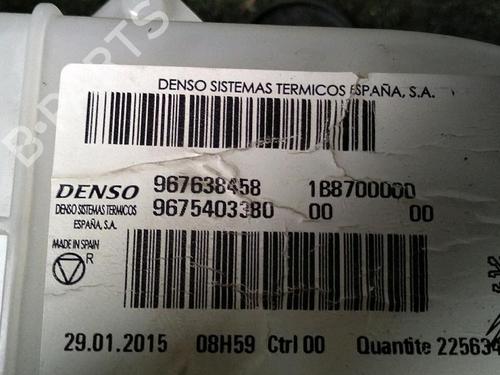 B-PARTS
DENSO SISTEMAS TERMICOS ESPAÑA, S.A.
DENSO 967638458 1B8700000
DENSO SISTEMAS TERMICOS 9675403380 00 00
ESPAÑA, S.A.
MADE IN SPAIN
R
29.01.2015 08H59 Ctrl 00 Quantite 225634